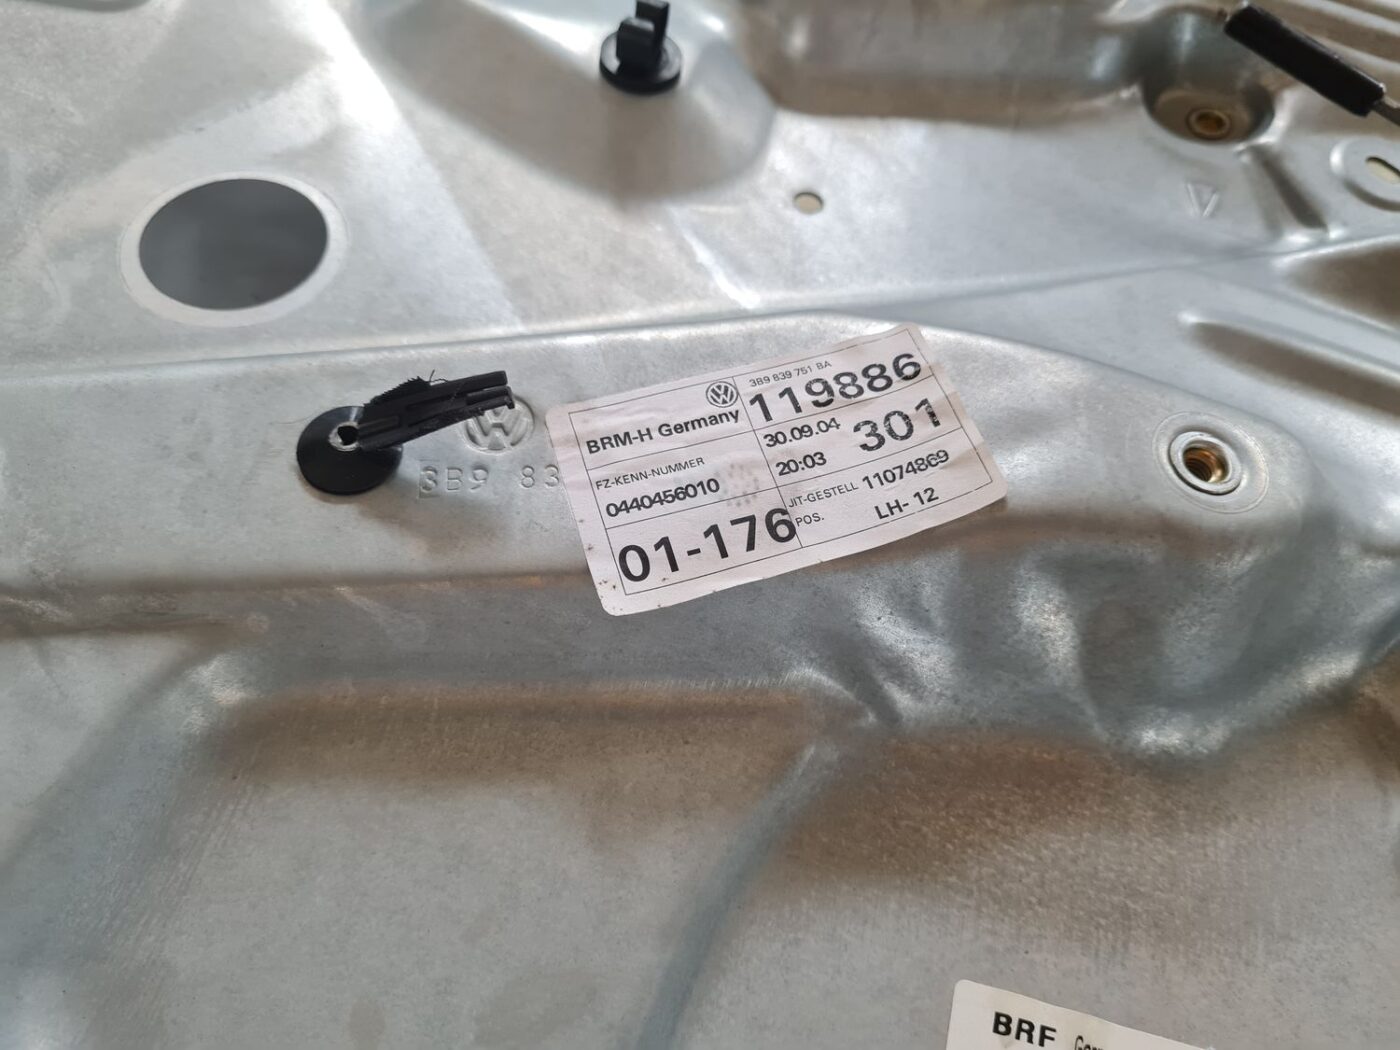 3B9 839 751 BA
BRM-H Germany
119886
30.09.04
301
20:03
FZ-KENN-NUMMER
0440456010
JIT-GESTELL 11074869
POS.
LH- 12
01-176
3B9 83
BRF